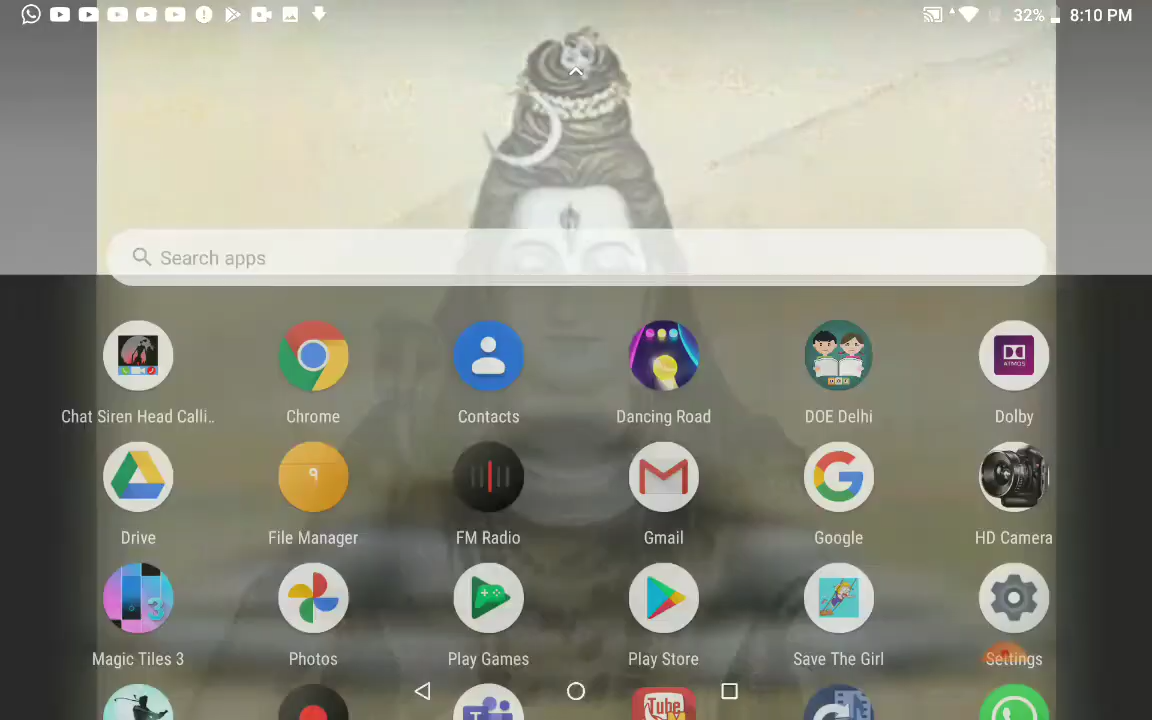 32% 8:10 PM
Search apps
Chat Siren Head Calli.. Chrome Contacts Dancing Road DOE Delhi Dolby
Drive File Manager FM Radio Gmail Google HD Camera
Magic Tiles 3 Photos Play Games Play Store Save The Girl Settings
Tube